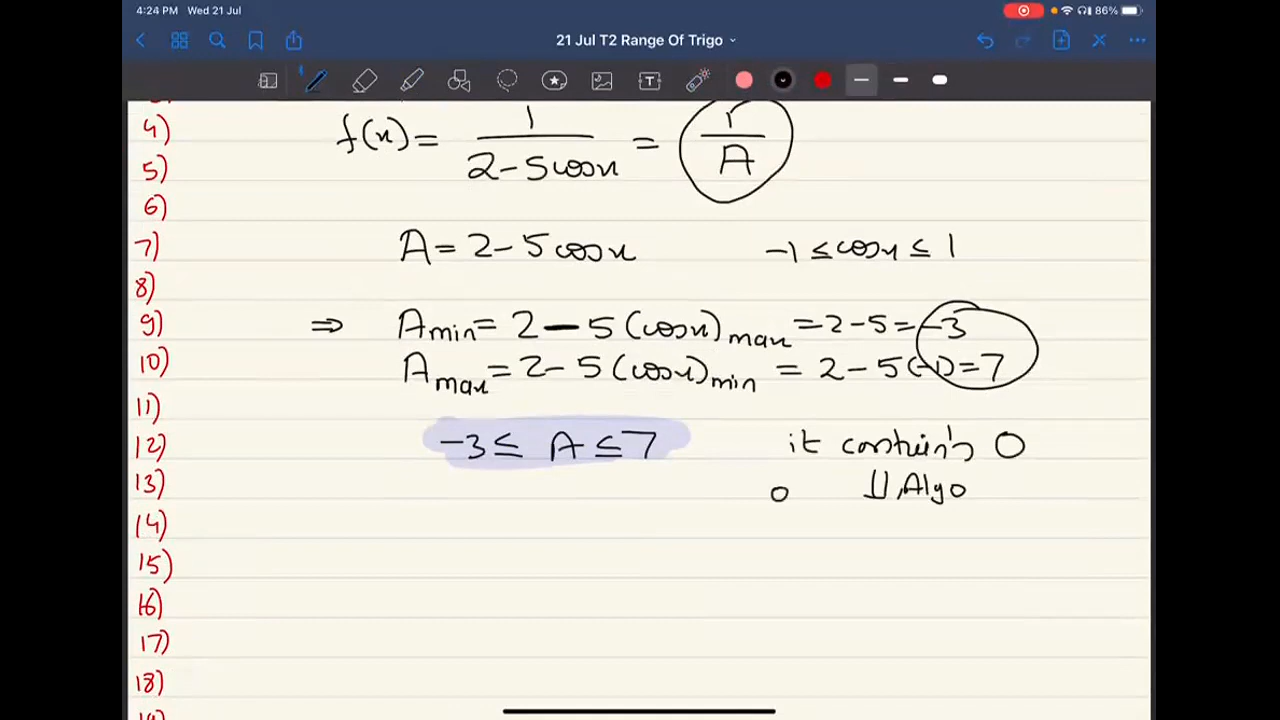 4:24 PM Wed 21 Jul
86%
21 Jul T2 Range Of Trigo
4) f(x) = 1 / (2 - 5cosx) = 1/A
5)
6)
7) A = 2 - 5cosx -1 ≤ cosx ≤ 1
8)
9) ⇒ Amin = 2 - 5(cosx)max = 2 - 5 = -3
10) Amax = 2 - 5(cosx)min = 2 - 5(-1) = 7
11)
12) -3 ≤ A ≤ 7 it contain's 0
13) 0 ⇓ Algo
14)
15)
16)
17)
18)